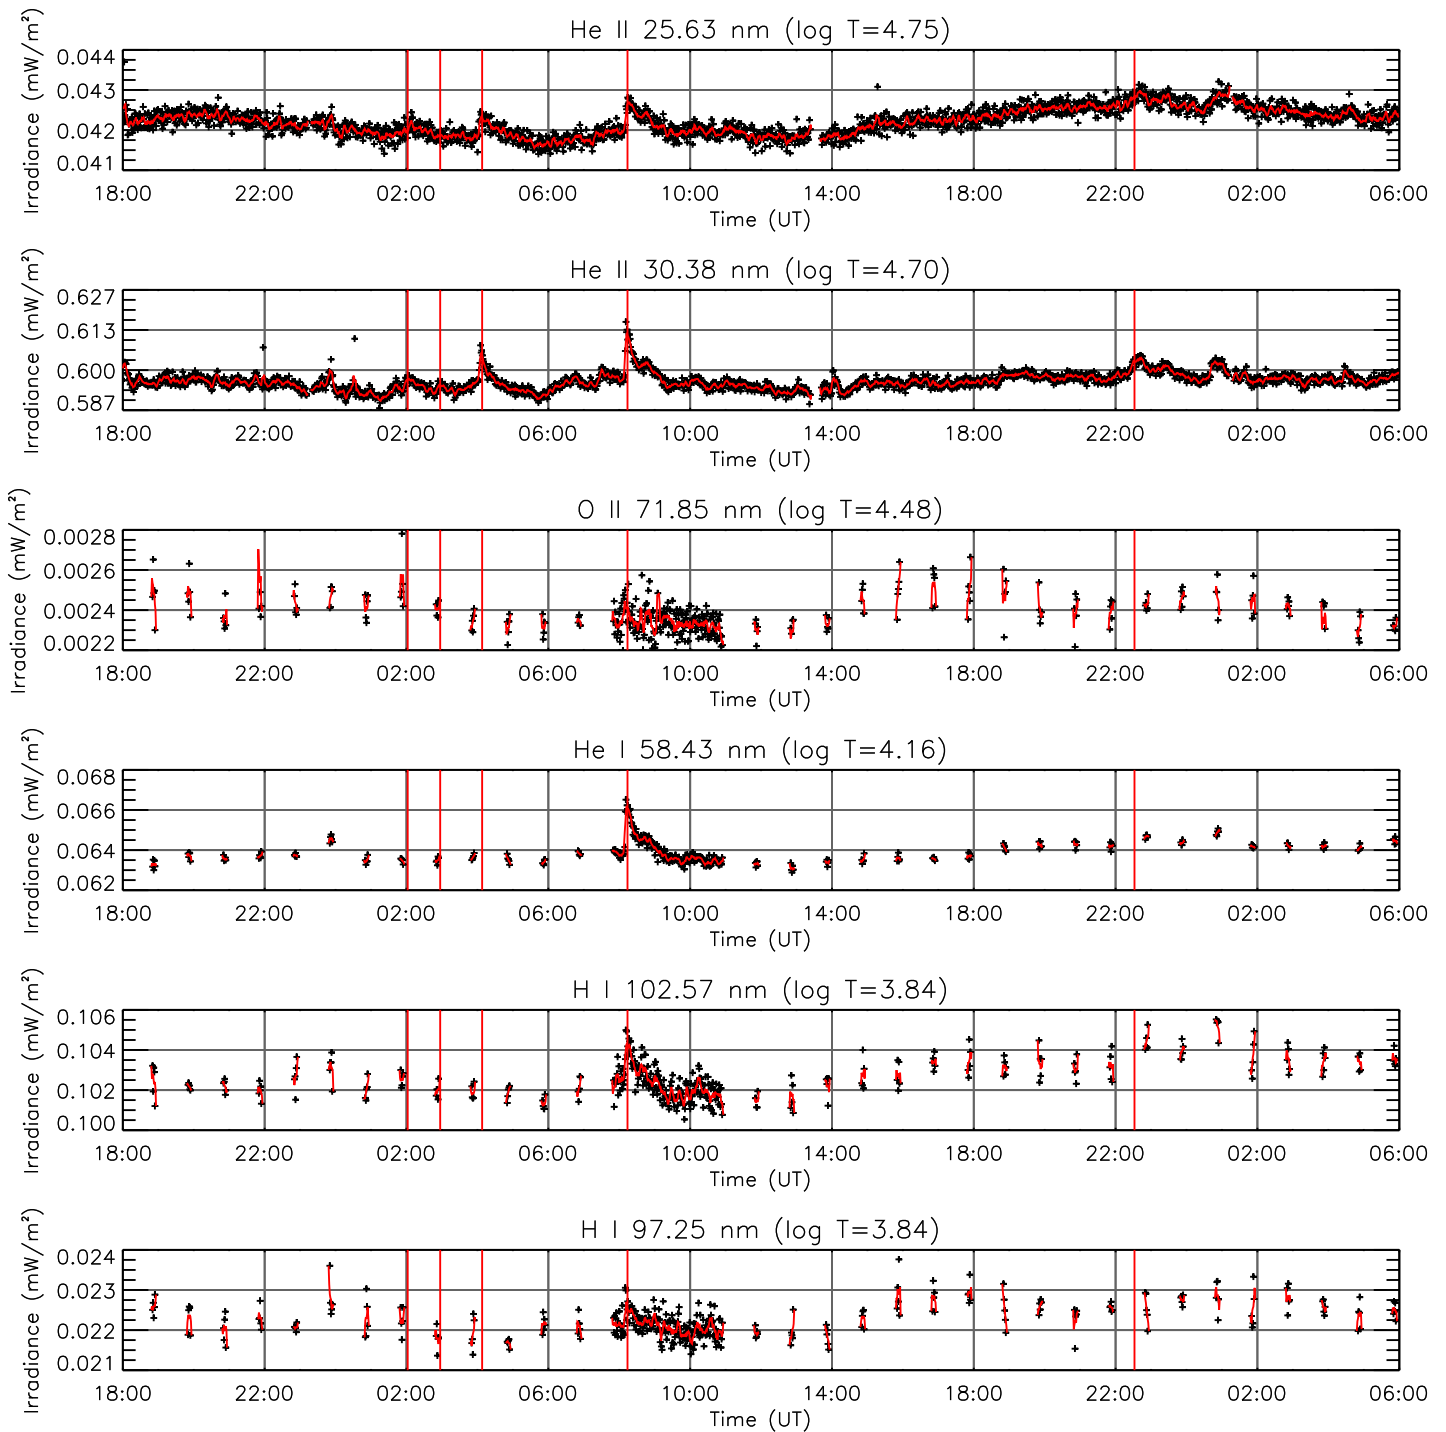 He II 25.63 nm (log T=4.75)
Irradiance (mW/m²)
0.044
0.043
0.042
0.041
18:00 22:00 02:00 06:00 10:00 14:00 18:00 22:00 02:00 06:00
Time (UT)
He II 30.38 nm (log T=4.70)
Irradiance (mW/m²)
0.627
0.613
0.600
0.587
18:00 22:00 02:00 06:00 10:00 14:00 18:00 22:00 02:00 06:00
Time (UT)
O II 71.85 nm (log T=4.48)
Irradiance (mW/m²)
0.0028
0.0026
0.0024
0.0022
18:00 22:00 02:00 06:00 10:00 14:00 18:00 22:00 02:00 06:00
Time (UT)
He I 58.43 nm (log T=4.16)
Irradiance (mW/m²)
0.068
0.066
0.064
0.062
18:00 22:00 02:00 06:00 10:00 14:00 18:00 22:00 02:00 06:00
Time (UT)
H I 102.57 nm (log T=3.84)
Irradiance (mW/m²)
0.106
0.104
0.102
0.100
18:00 22:00 02:00 06:00 10:00 14:00 18:00 22:00 02:00 06:00
Time (UT)
H I 97.25 nm (log T=3.84)
Irradiance (mW/m²)
0.024
0.023
0.022
0.021
18:00 22:00 02:00 06:00 10:00 14:00 18:00 22:00 02:00 06:00
Time (UT)